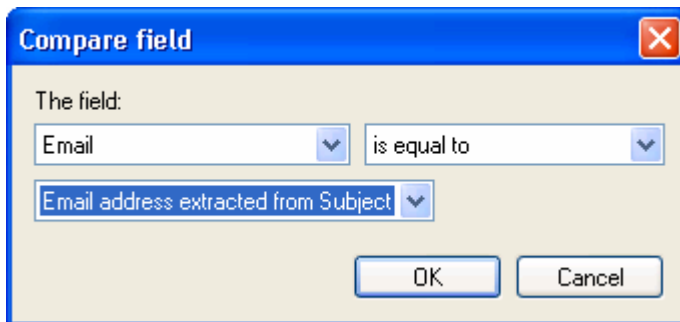 Compare field
The field:
Email is equal to
Email address extracted from Subject
OK Cancel